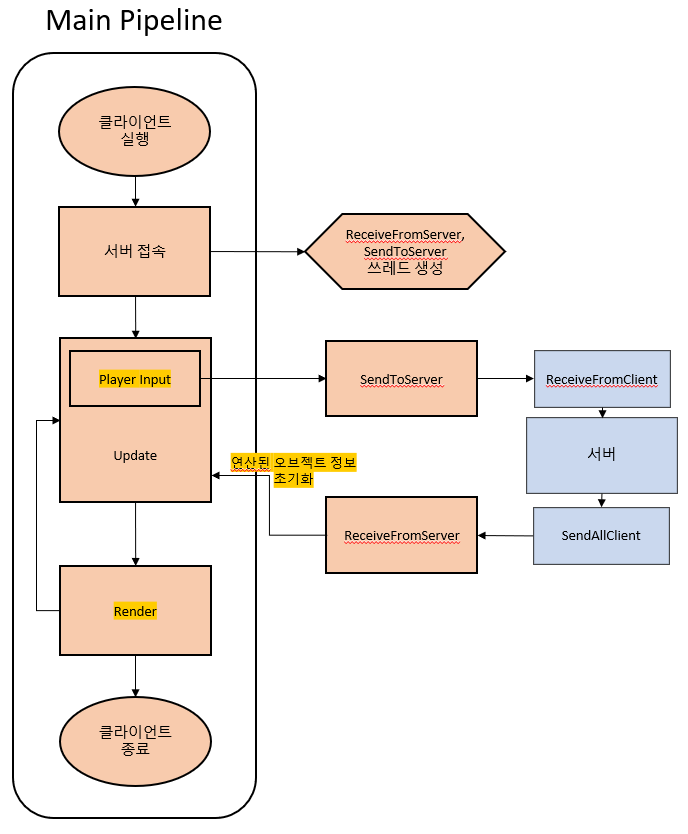 Main Pipeline
클라이언트
실행
서버 접속
ReceiveFromServer,
SendToServer
쓰레드 생성
Player Input
SendToServer
ReceiveFromClient
Update
연산된 오브젝트 정보
초기화
서버
ReceiveFromServer
SendAllClient
Render
클라이언트
종료